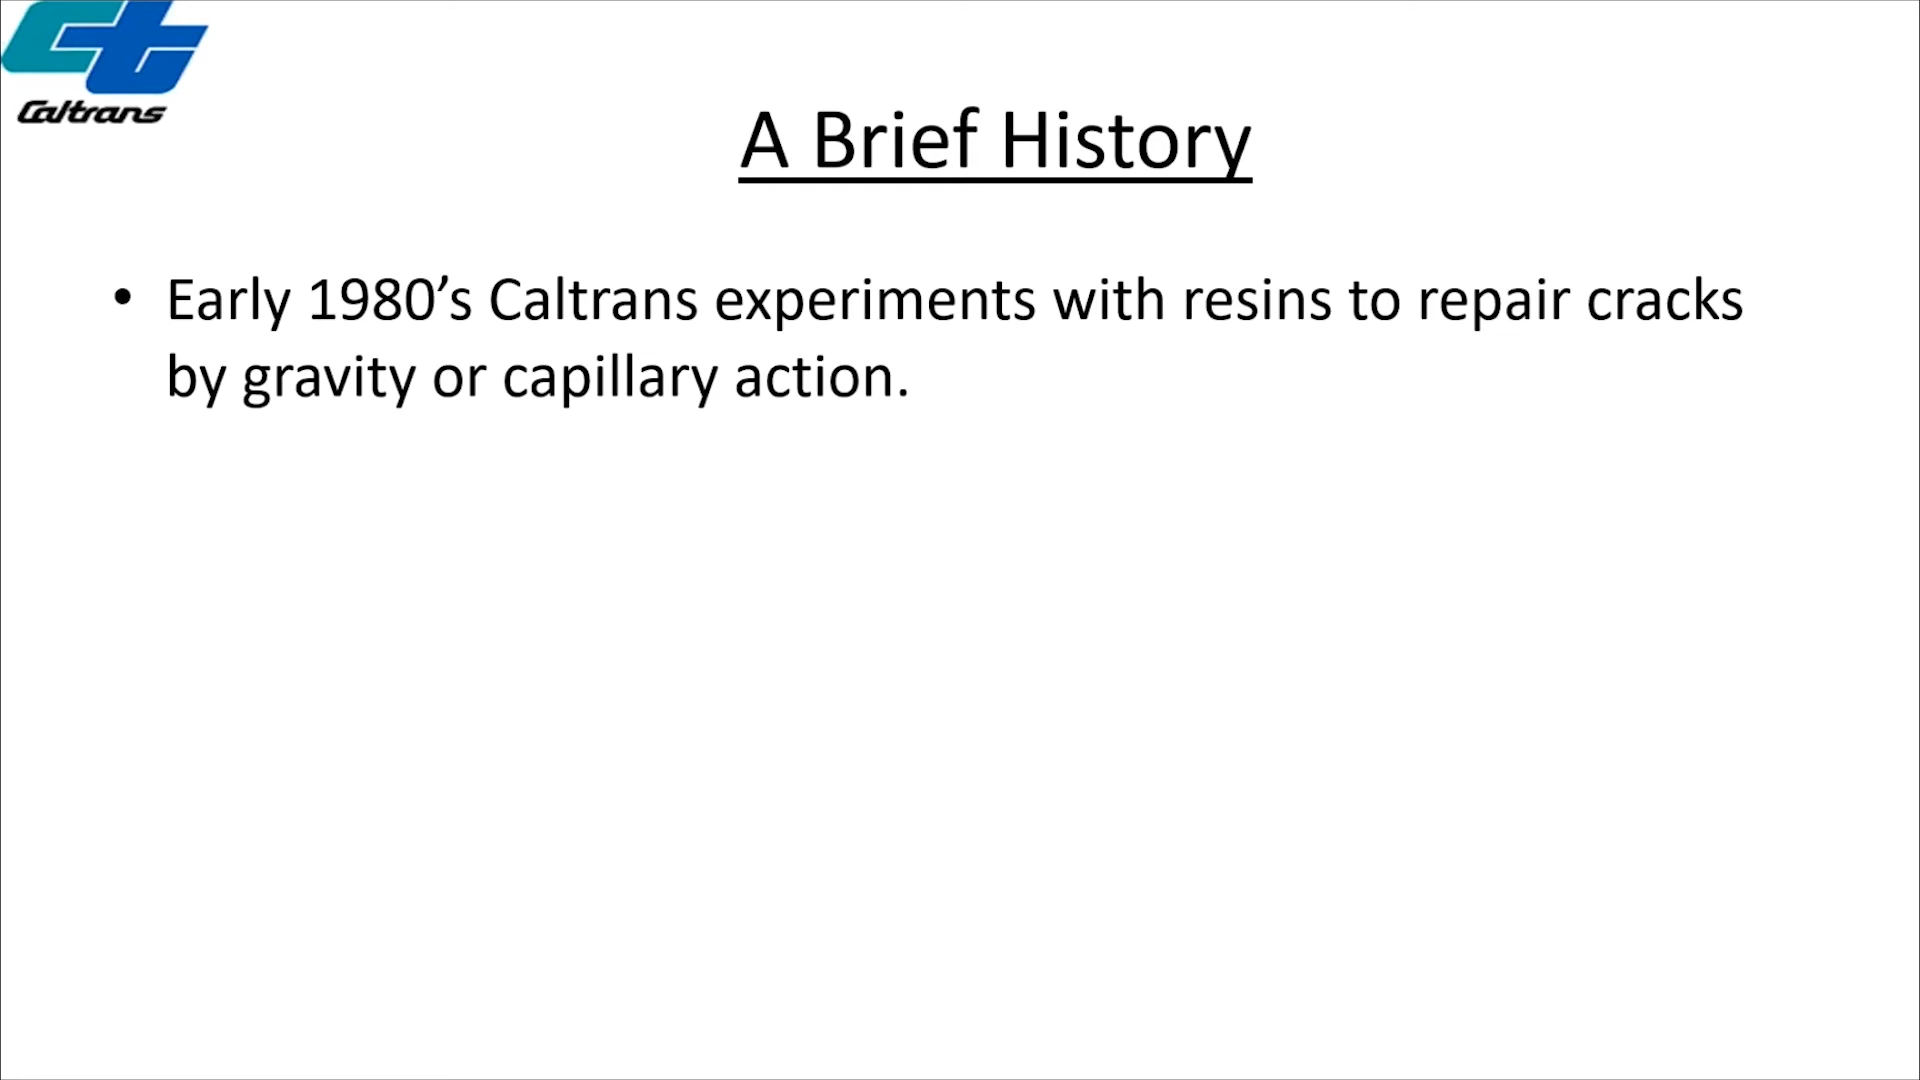 Caltrans
A Brief History
• Early 1980’s Caltrans experiments with resins to repair cracks
by gravity or capillary action.